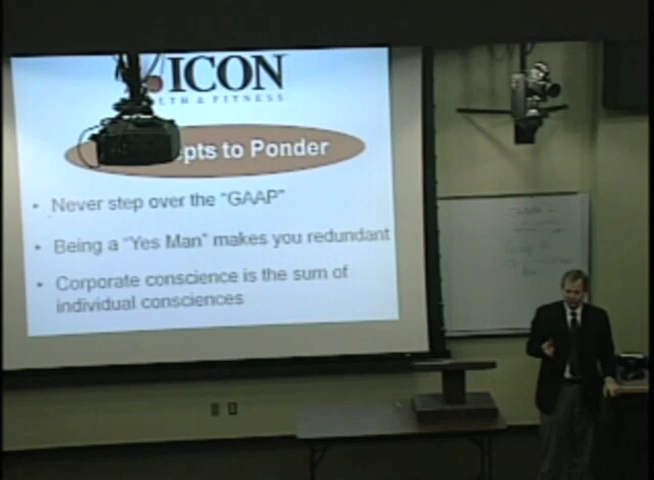 ICON
LTH & FITNESS
pts to Ponder
• Never step over the “GAAP”
• Being a “Yes Man” makes you redundant
• Corporate conscience is the sum of
individual consciences